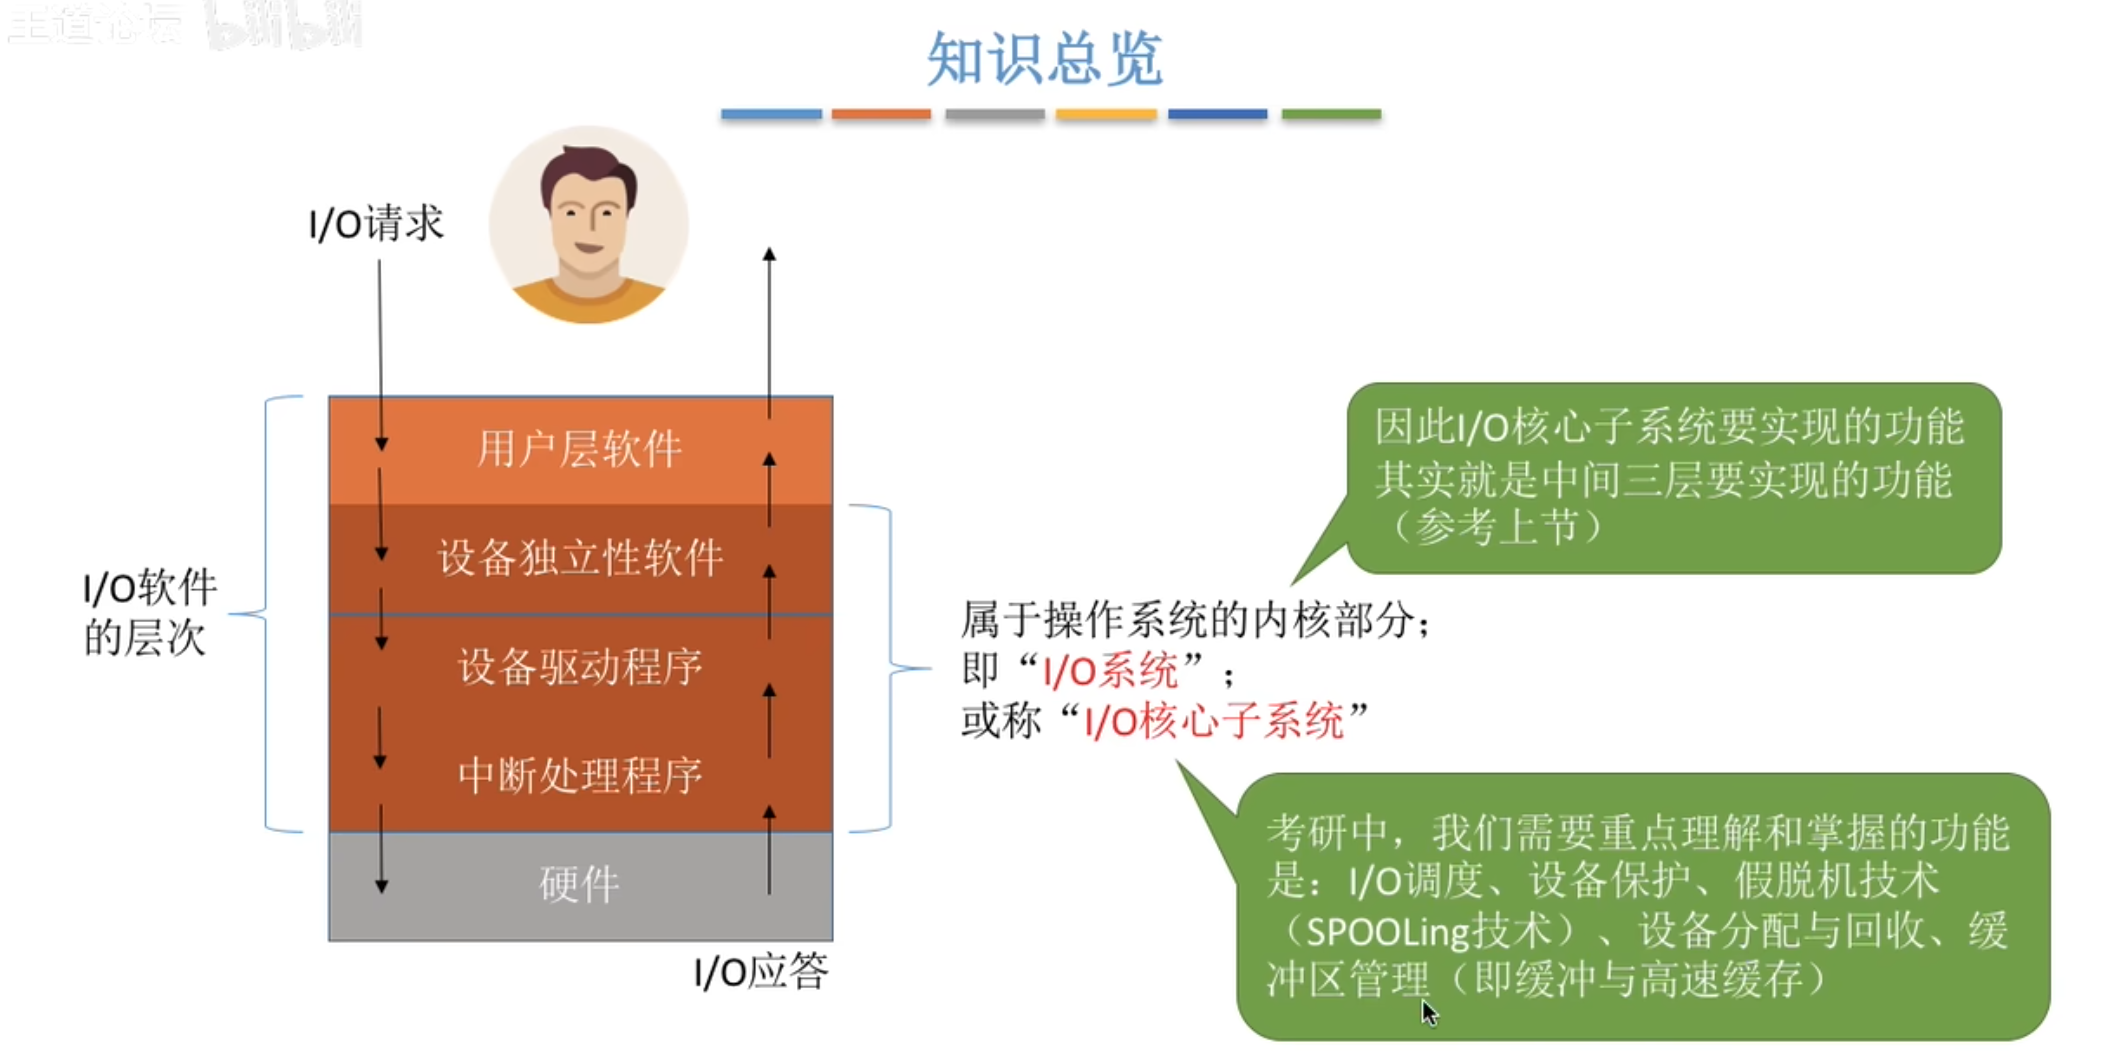 王道论坛 bilibili
知识总览
I/O请求
用户层软件
设备独立性软件
设备驱动程序
中断处理程序
硬件
I/O应答
I/O软件
的层次
因此I/O核心子系统要实现的功能
其实就是中间三层要实现的功能
（参考上节）
属于操作系统的内核部分；
即“I/O系统”；
或称“I/O核心子系统”
考研中，我们需要重点理解和掌握的功能
是：I/O调度、设备保护、假脱机技术
（SPOOLing技术）、设备分配与回收、缓
冲区管理（即缓冲与高速缓存）